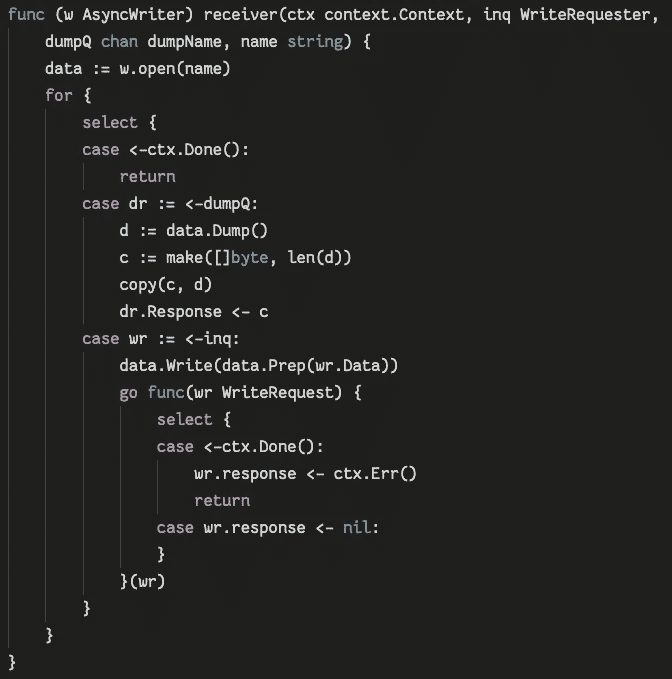 func (w AsyncWriter) receiver(ctx context.Context, inq WriteRequester,
    dumpQ chan dumpName, name string) {
    data := w.open(name)
    for {
        select {
        case <-ctx.Done():
            return
        case dr := <-dumpQ:
            d := data.Dump()
            c := make([]byte, len(d))
            copy(c, d)
            dr.Response <- c
        case wr := <-inq:
            data.Write(data.Prep(wr.Data))
            go func(wr WriteRequest) {
                select {
                case <-ctx.Done():
                    wr.response <- ctx.Err()
                    return
                case wr.response <- nil:
                }
            }(wr)
        }
    }
}